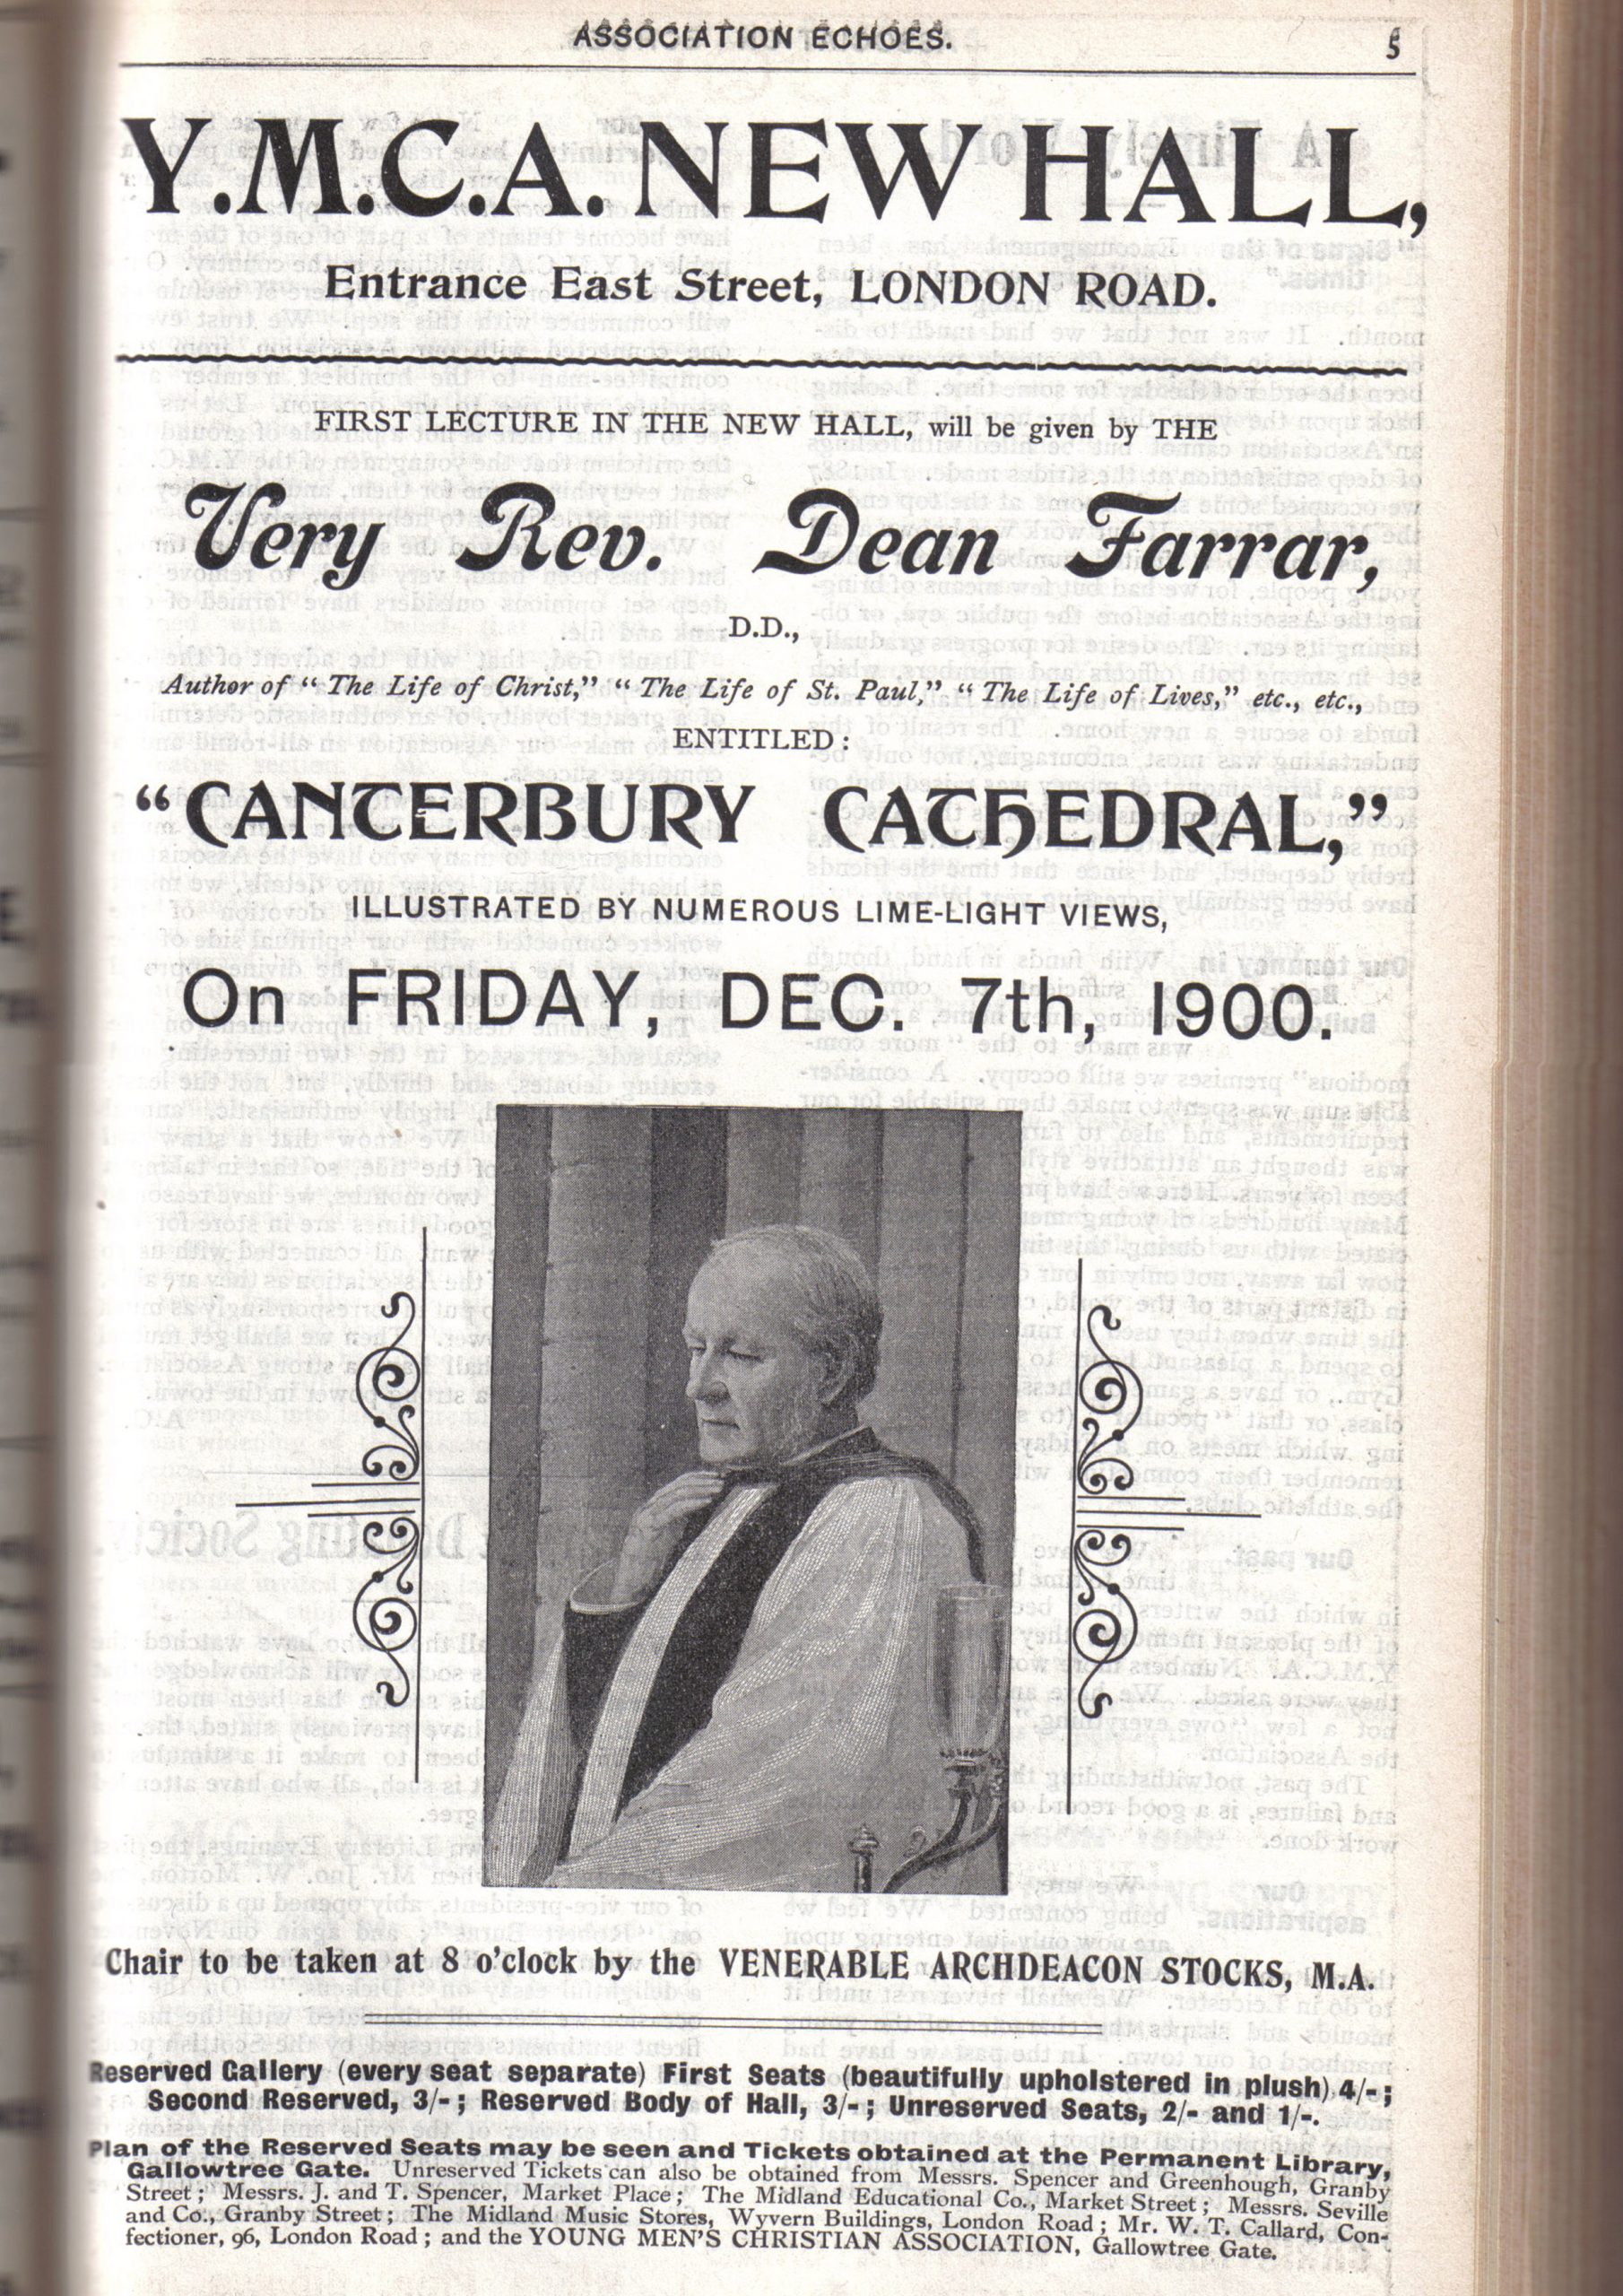 ASSOCIATION ECHOES. 5
Y.M.C.A. NEW HALL,
Entrance East Street, LONDON ROAD.
FIRST LECTURE IN THE NEW HALL, will be given by THE
Very Rev. Dean Farrar,
D.D.,
Author of “ The Life of Christ,” “ The Life of St. Paul,” “ The Life of Lives,” etc., etc.,
ENTITLED :
“CANTERBURY CATHEDRAL,”
ILLUSTRATED BY NUMEROUS LIME-LIGHT VIEWS,
On FRIDAY, DEC. 7th, 1900.
Chair to be taken at 8 o’clock by the VENERABLE ARCHDEACON STOCKS, M.A.
Reserved Gallery (every seat separate) First Seats (beautifully upholstered in plush) 4/- ;
Second Reserved, 3/- ; Reserved Body of Hall, 3/- ; Unreserved Seats, 2/- and 1/-.
Plan of the Reserved Seats may be seen and Tickets obtained at the Permanent Library,
Gallowtree Gate. Unreserved Tickets can also be obtained from Messrs. Spencer and Greenhough, Granby
Street ; Messrs. J. and T. Spencer, Market Place ; The Midland Educational Co., Market Street ; Messrs. Seville
and Co., Granby Street ; The Midland Music Stores, Wyvern Buildings, London Road ; Mr. W. T. Callard, Con-
fectioner, 96, London Road ; and the YOUNG MEN’S CHRISTIAN ASSOCIATION, Gallowtree Gate.